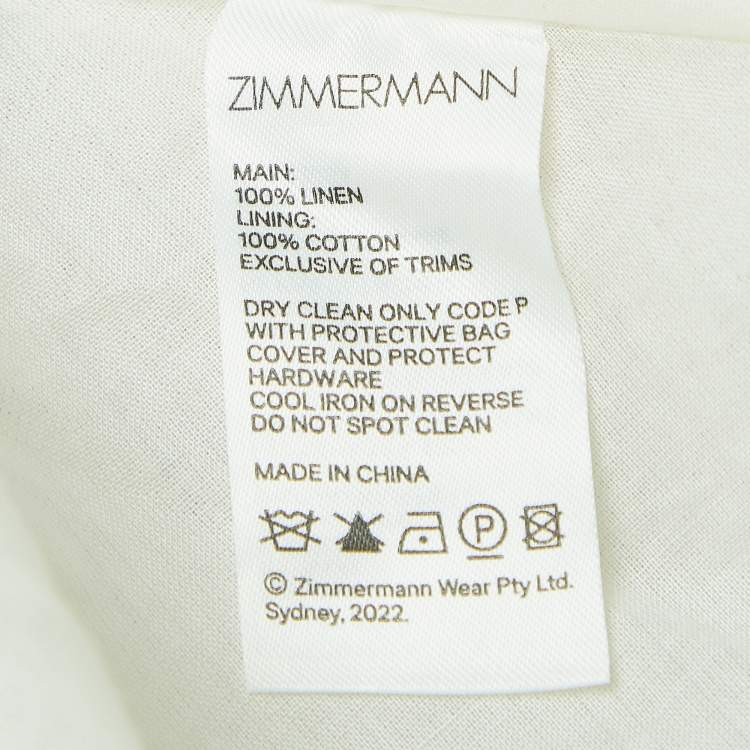 ZIMMERMANN
MAIN:
100% LINEN
LINING:
100% COTTON
EXCLUSIVE OF TRIMS
DRY CLEAN ONLY CODE P
WITH PROTECTIVE BAG
COVER AND PROTECT
HARDWARE
COOL IRON ON REVERSE
DO NOT SPOT CLEAN
MADE IN CHINA
P
© Zimmermann Wear Pty Ltd.
Sydney, 2022.